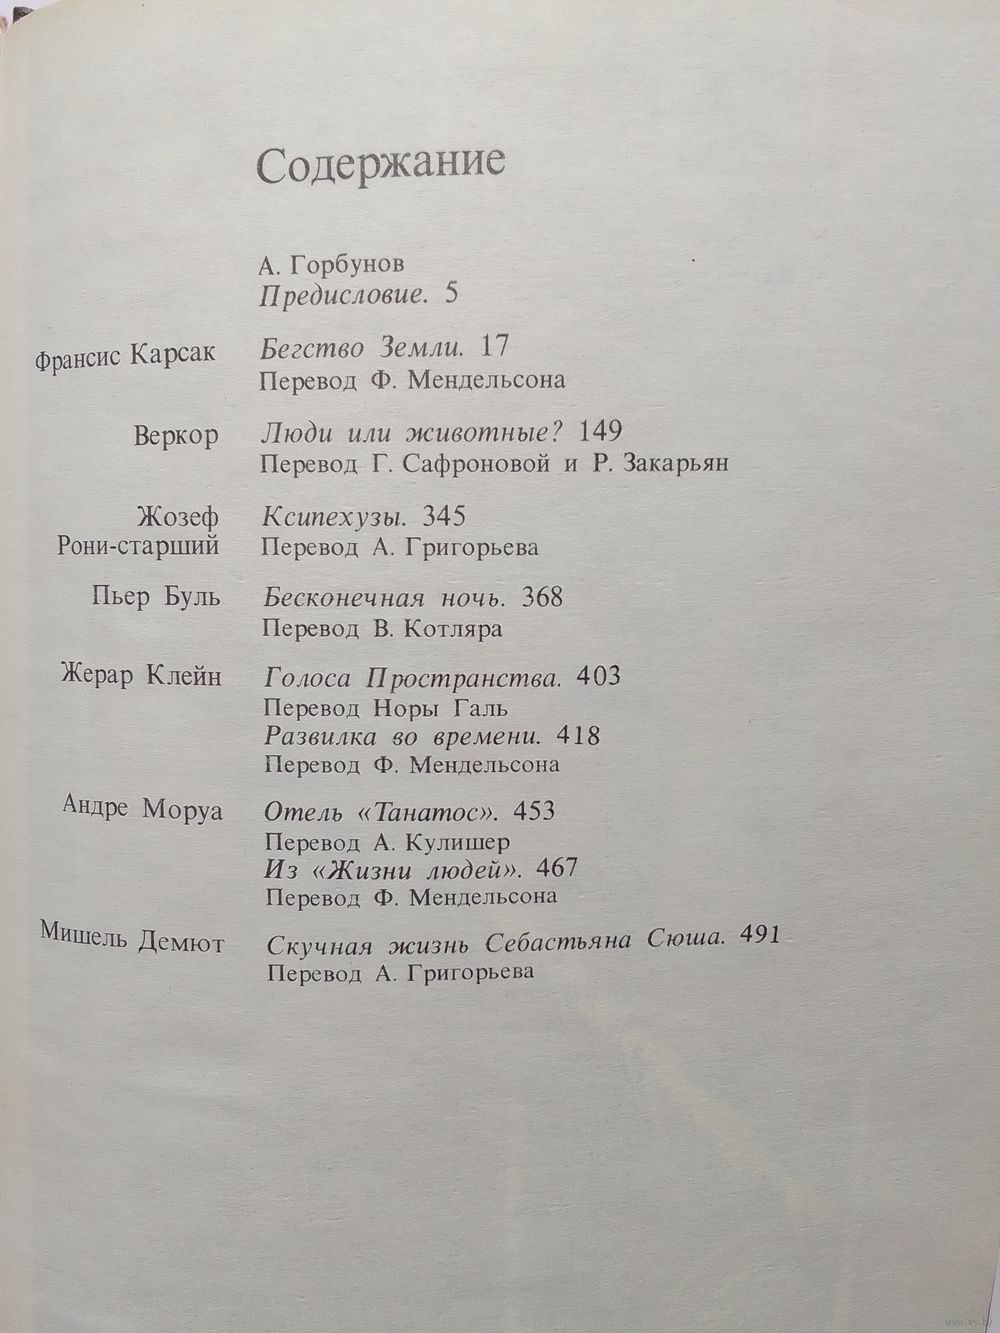 Содержание
А. Горбунов
Предисловие. 5
Франсис Карсак Бегство Земли. 17
Перевод Ф. Мендельсона
Веркор Люди или животные? 149
Перевод Г. Сафроновой и Р. Закарьян
Жозеф Ксипехузы. 345
Рони-старший Перевод А. Григорьева
Пьер Буль Бесконечная ночь. 368
Перевод В. Котляра
Жерар Клейн Голоса Пространства. 403
Перевод Норы Галь
Развилка во времени. 418
Перевод Ф. Мендельсона
Андре Моруа Отель «Танатос». 453
Перевод А. Кулишер
Из «Жизни людей». 467
Перевод Ф. Мендельсона
Мишель Демют Скучная жизнь Себастьяна Сюша. 491
Перевод А. Григорьева
www.ay.by